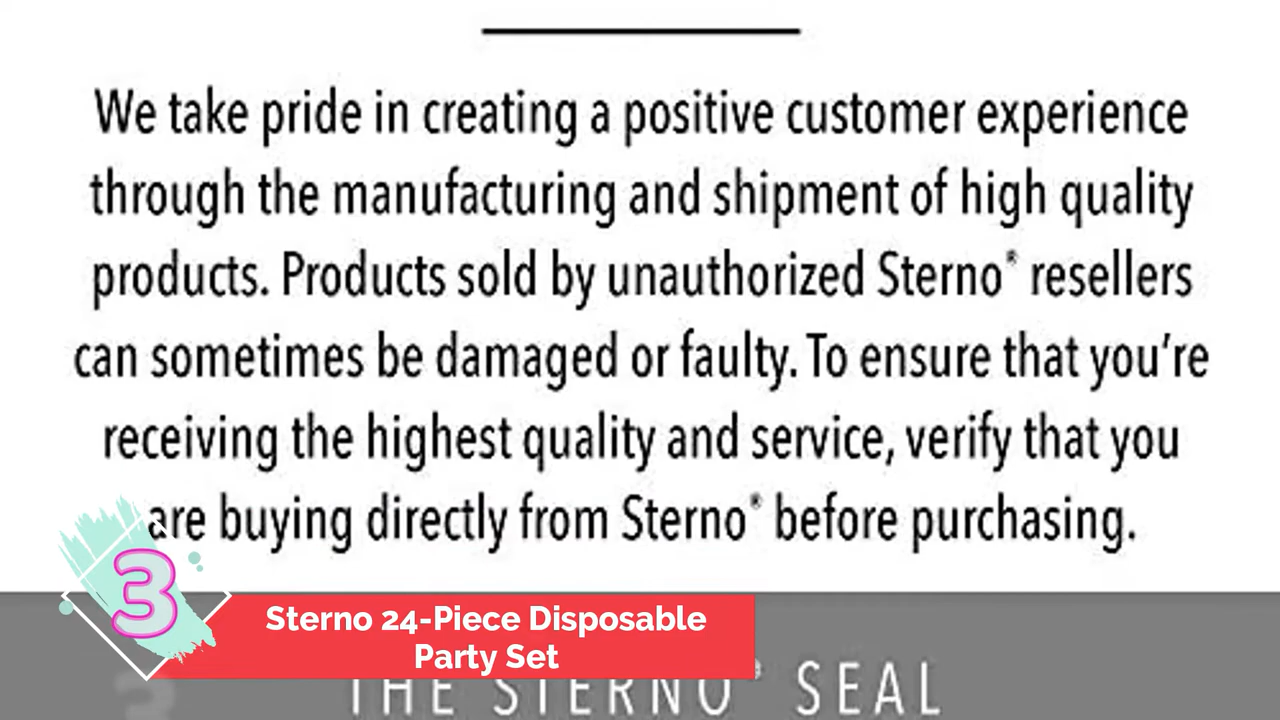 We take pride in creating a positive customer experience
through the manufacturing and shipment of high quality
products. Products sold by unauthorized Sterno® resellers
can sometimes be damaged or faulty. To ensure that you’re
receiving the highest quality and service, verify that you
are buying directly from Sterno® before purchasing.
3
Sterno 24-Piece Disposable
Party Set
THE STERNO® SEAL